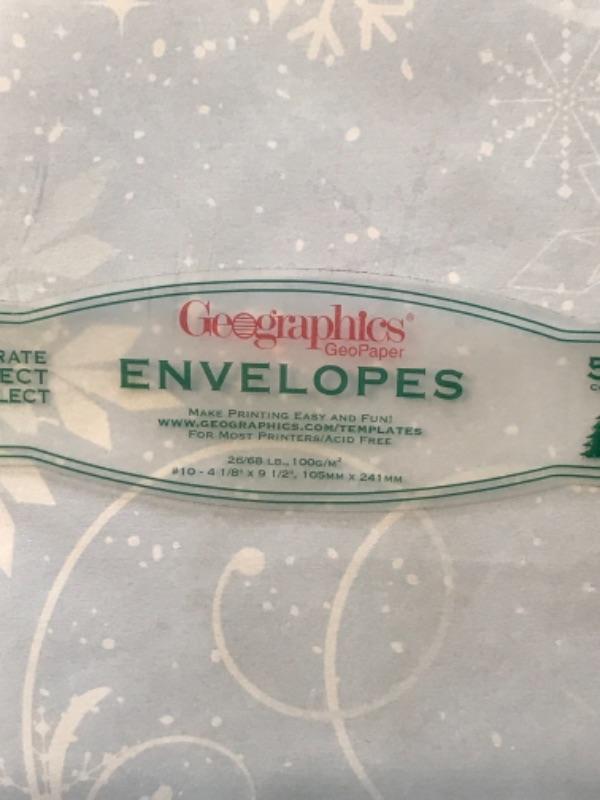 Geographics®
GeoPaper
ENVELOPES
MAKE PRINTING EASY AND FUN!
WWW.GEOGRAPHICS.COM/TEMPLATES
FOR MOST PRINTERS/ACID FREE
26/68 LB., 100G/M²
#10 - 4 1/8" X 9 1/2", 105MM X 241MM
RATE
ECT
LECT
5
C